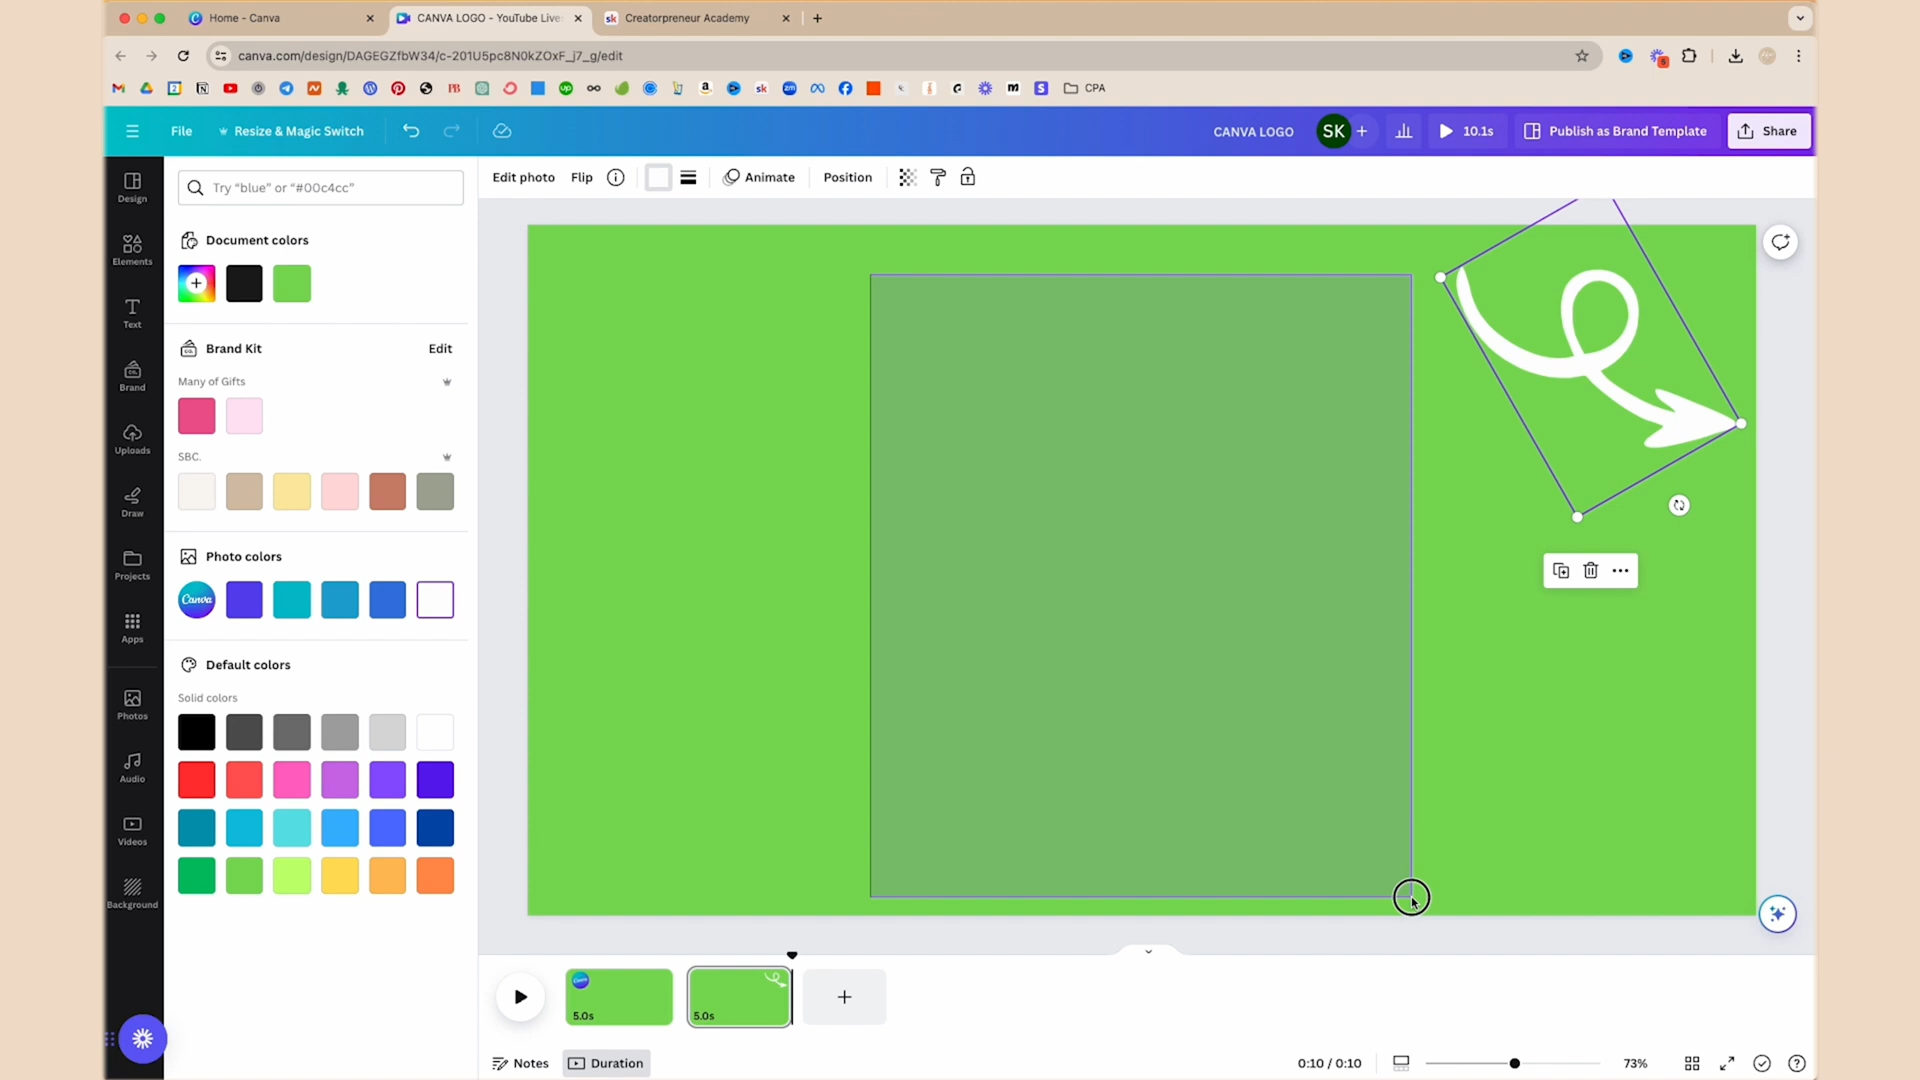 Home - Canva
CANVA LOGO - YouTube Live
sk Creatorpreneur Academy
canva.com/design/DAGEGZfbW34/c-201U5pc8N0kZOxF_j7_g/edit
CPA
File
Resize & Magic Switch
CANVA LOGO
SK
10.1s
Publish as Brand Template
Share
Design
Elements
Text
Brand
Uploads
Draw
Projects
Apps
Photos
Audio
Videos
Background
Try “blue” or “#00c4cc”
Edit photo
Flip
Animate
Position
Document colors
Brand Kit
Edit
Many of Gifts
SBC.
Photo colors
Canva
Default colors
Solid colors
Canva
5.0s
5.0s
Notes
Duration
0:10 / 0:10
73%